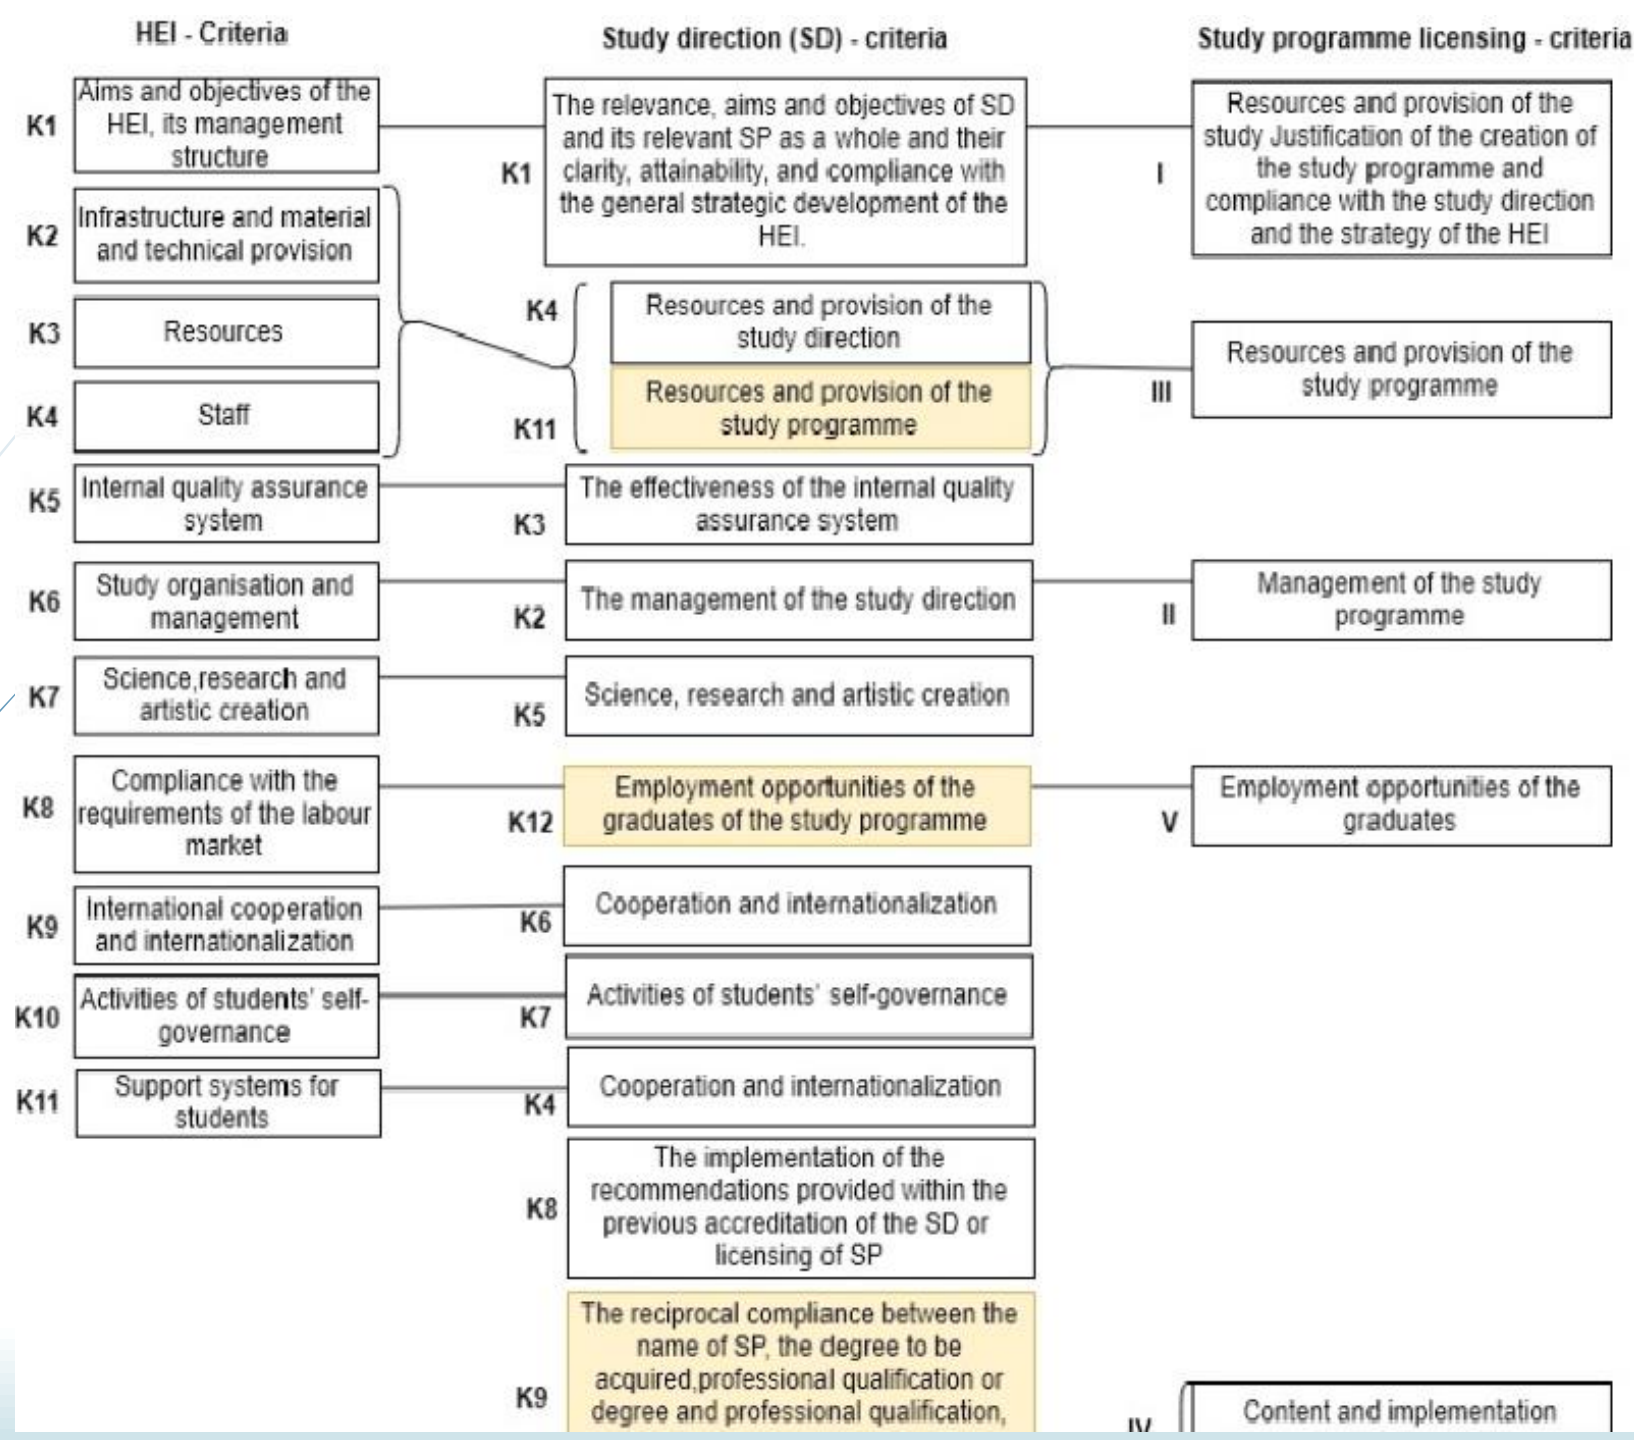 HEI - Criteria
K1
Aims and objectives of the
HEI, its management
structure
K2
Infrastructure and material
and technical provision
K3
Resources
K4
Staff
K5
Internal quality assurance
system
K6
Study organisation and
management
K7
Science,research and
artistic creation
K8
Compliance with the
requirements of the labour
market
K9
International cooperation
and internationalization
K10
Activities of students' self-
governance
K11
Support systems for
students
Study direction (SD) - criteria
K1
The relevance, aims and objectives of SD
and its relevant SP as a whole and their
clarity, attainability, and compliance with
the general strategic development of the
HEI.
K4
Resources and provision of the
study direction
K11
Resources and provision of the
study programme
K3
The effectiveness of the internal quality
assurance system
K2
The management of the study direction
K5
Science, research and artistic creation
K12
Employment opportunities of the
graduates of the study programme
K6
Cooperation and internationalization
K7
Activities of students' self-governance
K4
Cooperation and internationalization
K8
The implementation of the
recommendations provided within the
previous accreditation of the SD or
licensing of SP
K9
The reciprocal compliance between the
name of SP, the degree to be
acquired,professional qualification or
degree and professional qualification,
Study programme licensing - criteria
I
Resources and provision of the
study Justification of the creation of
the study programme and
compliance with the study direction
and the strategy of the HEI
III
Resources and provision of the
study programme
II
Management of the study
programme
V
Employment opportunities of the
graduates
IV
Content and implementation